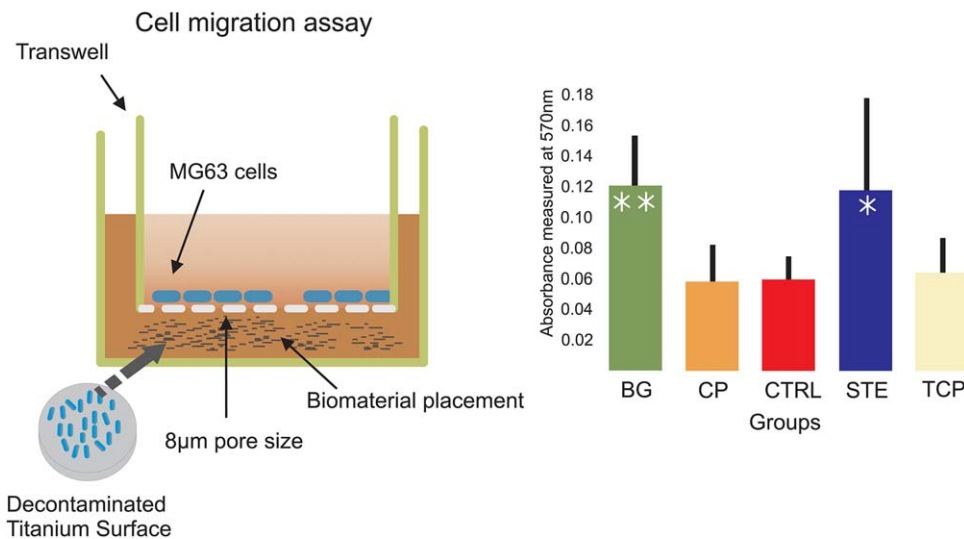 Cell migration assay
Transwell
MG63 cells
Biomaterial placement
8µm pore size
Decontaminated
Titanium Surface
Absorbance measured at 570nm
0.18
0.16
0.14
0.12
0.10
0.08
0.06
0.04
0.02
* *
*
BG CP CTRL STE TCP
Groups